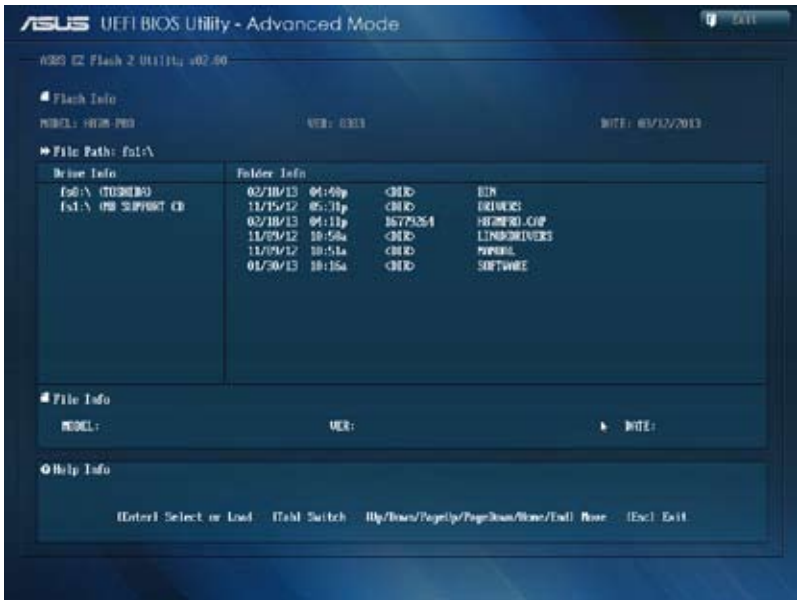 ASUS UEFI BIOS Utility - Advanced Mode
EXIT
ASUS EZ Flash 2 Utility v02.00
Flash Info
MODEL: H87M-PRO VER: 0303 DATE: 03/12/2013
File Path: fs1:\
Drive Info
fs0:\ (TOSHIBA)
fs1:\ (MB SUPPORT CD
Folder Info
02/18/13 04:40p <DIR> BIN
11/15/12 05:31p <DIR> DRIVERS
02/18/13 04:11p 16779264 H87MPRO.CAP
11/09/12 10:50a <DIR> LINUXDRIVERS
11/09/12 10:51a <DIR> MANUAL
01/30/13 10:16a <DIR> SOFTWARE
File Info
MODEL: VER: DATE:
Help Info
[Enter] Select or Load [Tab] Switch [Up/Down/PageUp/PageDown/Home/End] Move [Esc] Exit